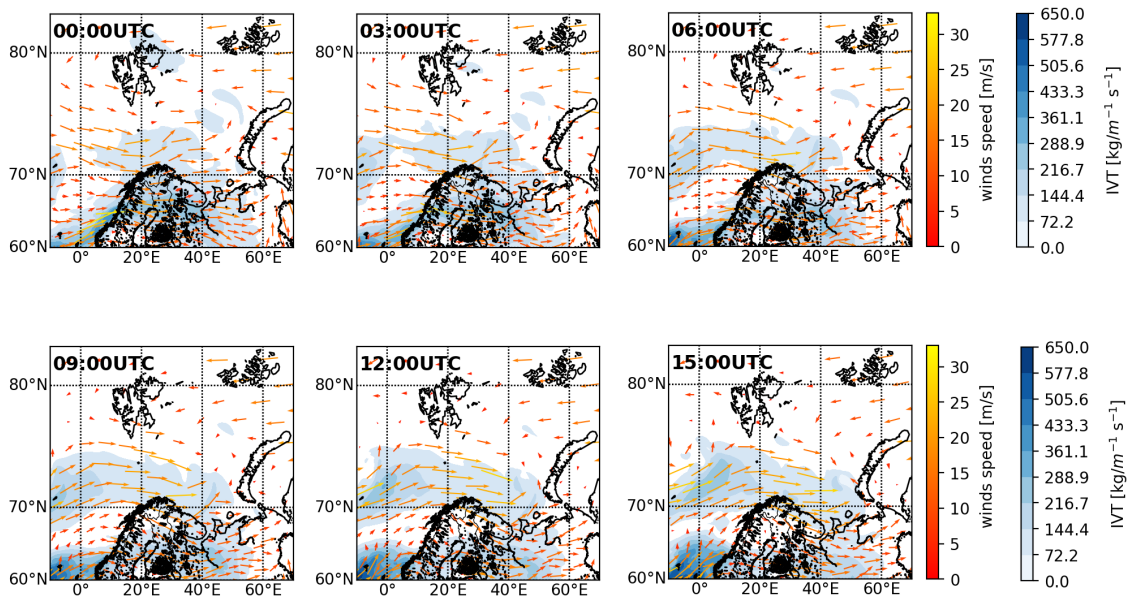 00:00UTC
03:00UTC
06:00UTC
80°N
70°N
60°N
0°
20°E
40°E
60°E
80°N
70°N
60°N
0°
20°E
40°E
60°E
80°N
70°N
60°N
0°
20°E
40°E
60°E
30
25
20
15
10
5
0
winds speed [m/s]
650.0
577.8
505.6
433.3
361.1
288.9
216.7
144.4
72.2
0.0
IVT [kg/m⁻¹ s⁻¹]
09:00UTC
12:00UTC
15:00UTC
80°N
70°N
60°N
0°
20°E
40°E
60°E
80°N
70°N
60°N
0°
20°E
40°E
60°E
80°N
70°N
60°N
0°
20°E
40°E
60°E
30
25
20
15
10
5
0
winds speed [m/s]
650.0
577.8
505.6
433.3
361.1
288.9
216.7
144.4
72.2
0.0
IVT [kg/m⁻¹ s⁻¹]